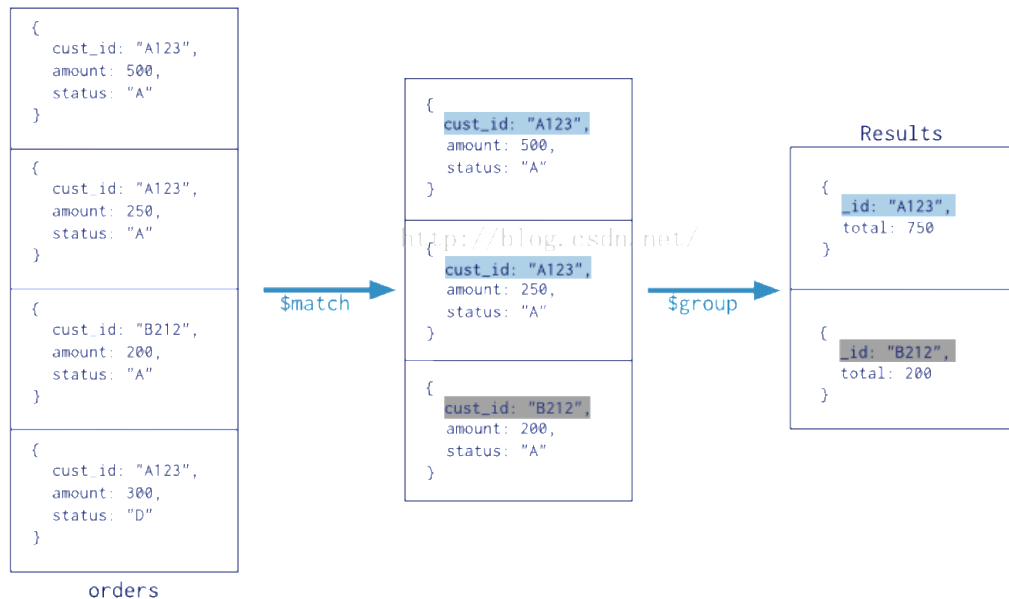 {
cust_id: "A123",
amount: 500,
status: "A"
}
{
cust_id: "A123",
amount: 250,
status: "A"
}
{
cust_id: "B212",
amount: 200,
status: "A"
}
{
cust_id: "A123",
amount: 300,
status: "D"
}
orders
$match
{
cust_id: "A123",
amount: 500,
status: "A"
}
{
cust_id: "A123",
amount: 250,
status: "A"
}
{
cust_id: "B212",
amount: 200,
status: "A"
}
http://blog.csdn.net/
$group
Results
{
_id: "A123",
total: 750
}
{
_id: "B212",
total: 200
}